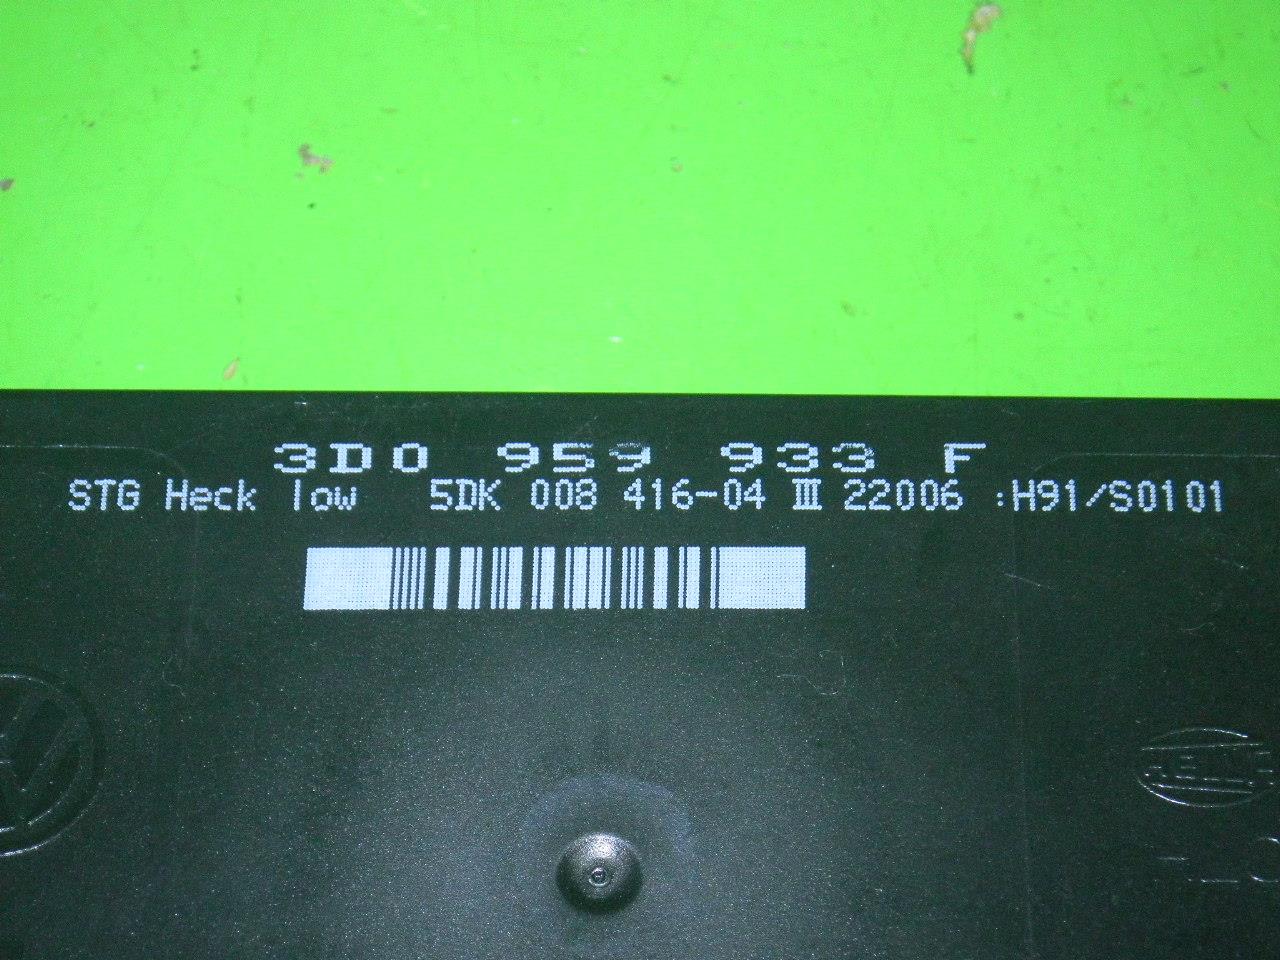 3D0 959 933 F
STG Heck low 5DK 008 416-04 III 22006 :H91/S0101